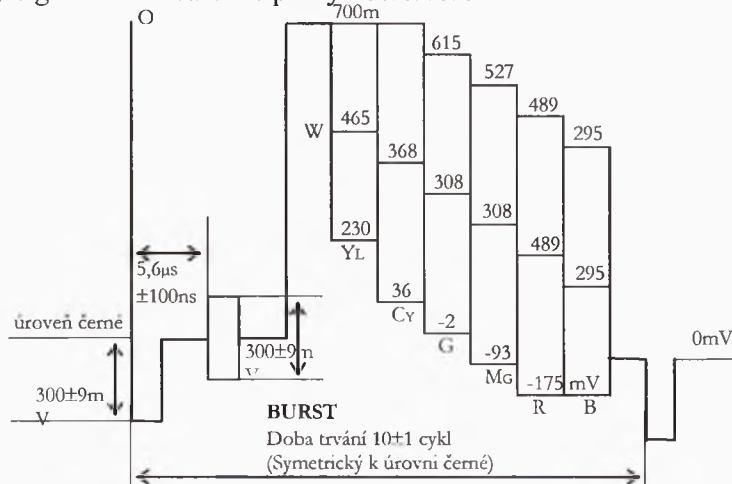 O
700m
615
527
489
295
W
465
368
308
308
489
295
230
YL
36
CY
-2
G
-93
MG
-175 mV
R
B
5,6µs
±100ns
úroveň černé
300±9m
V
300±9m
V
0mV
BURST
Doba trvání 10±1 cykl
(Symetrický k úrovni černé)